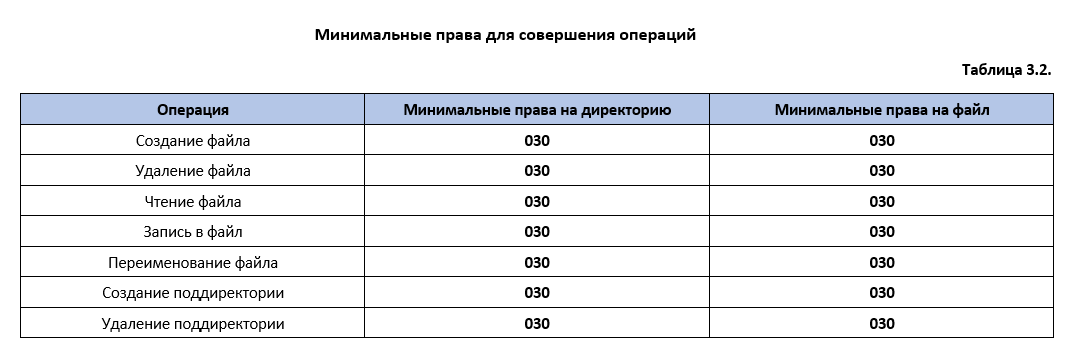 Минимальные права для совершения операций
Таблица 3.2.
Операция Минимальные права на директорию Минимальные права на файл
Создание файла 030 030
Удаление файла 030 030
Чтение файла 030 030
Запись в файл 030 030
Переименование файла 030 030
Создание поддиректории 030 030
Удаление поддиректории 030 030